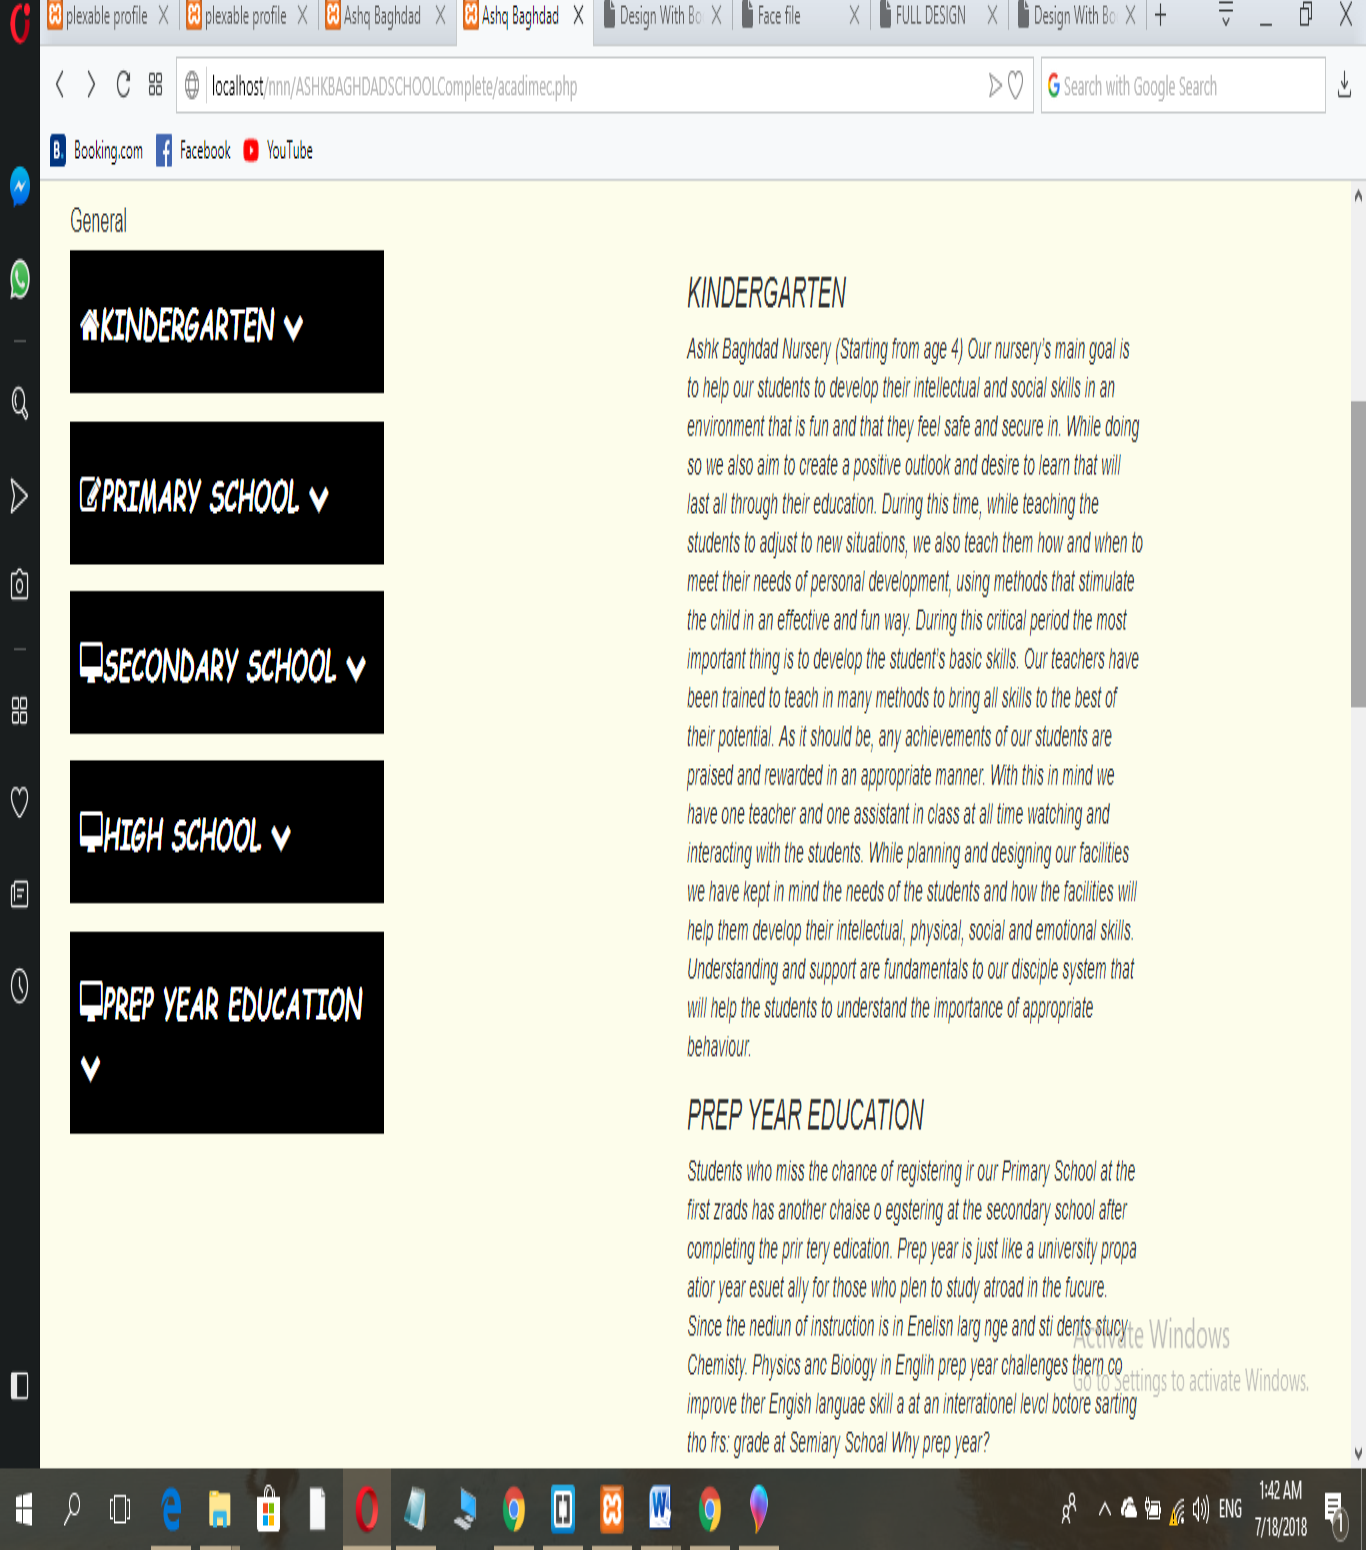 plexable profile
plexable profile
Ashq Baghdad
Ashq Baghdad
Design With Bo
Face file
FULL DESIGN
Design With Bo
localhost/nnn/ASHKBAGHDADSCHOOLComplete/acadimec.php
Search with Google Search
B. Booking.com
Facebook
YouTube
General
KINDERGARTEN
PRIMARY SCHOOL
SECONDARY SCHOOL
HIGH SCHOOL
PREP YEAR EDUCATION
KINDERGARTEN
Ashk Baghdad Nursery (Starting from age 4) Our nursery's main goal is
to help our students to develop their intellectual and social skills in an
environment that is fun and that they feel safe and secure in. While doing
so we also aim to create a positive outlook and desire to learn that will
last all through their education. During this time, while teaching the
students to adjust to new situations, we also teach them how and when to
meet their needs of personal development, using methods that stimulate
the child in an effective and fun way. During this critical period the most
important thing is to develop the student's basic skills. Our teachers have
been trained to teach in many methods to bring all skills to the best of
their potential. As it should be, any achievements of our students are
praised and rewarded in an appropriate manner. With this in mind we
have one teacher and one assistant in class at all time watching and
interacting with the students. While planning and designing our facilities
we have kept in mind the needs of the students and how the facilities will
help them develop their intellectual, physical, social and emotional skills.
Understanding and support are fundamentals to our disciple system that
will help the students to understand the importance of appropriate
behaviour.
PREP YEAR EDUCATION
Students who miss the chance of registering ir our Primary School at the
first zrads has another chaise o egstering at the secondary school after
completing the prir tery edication. Prep year is just like a university propa
atior year esuet ally for those who plen to study atroad in the fucure.
Since the nediun of instruction is in Enelisn larg nge and sti dents stucy
Chemisty. Physics anc Bioiogy in Englih prep year challenges thern co
improve ther Engish languae skill a at an interrationel levcl bctore sarting
tho frs: grade at Semiary Schoal Why prep year?
Activate Windows
Go to Settings to activate Windows.
ENG
1:42 AM
7/18/2018
1